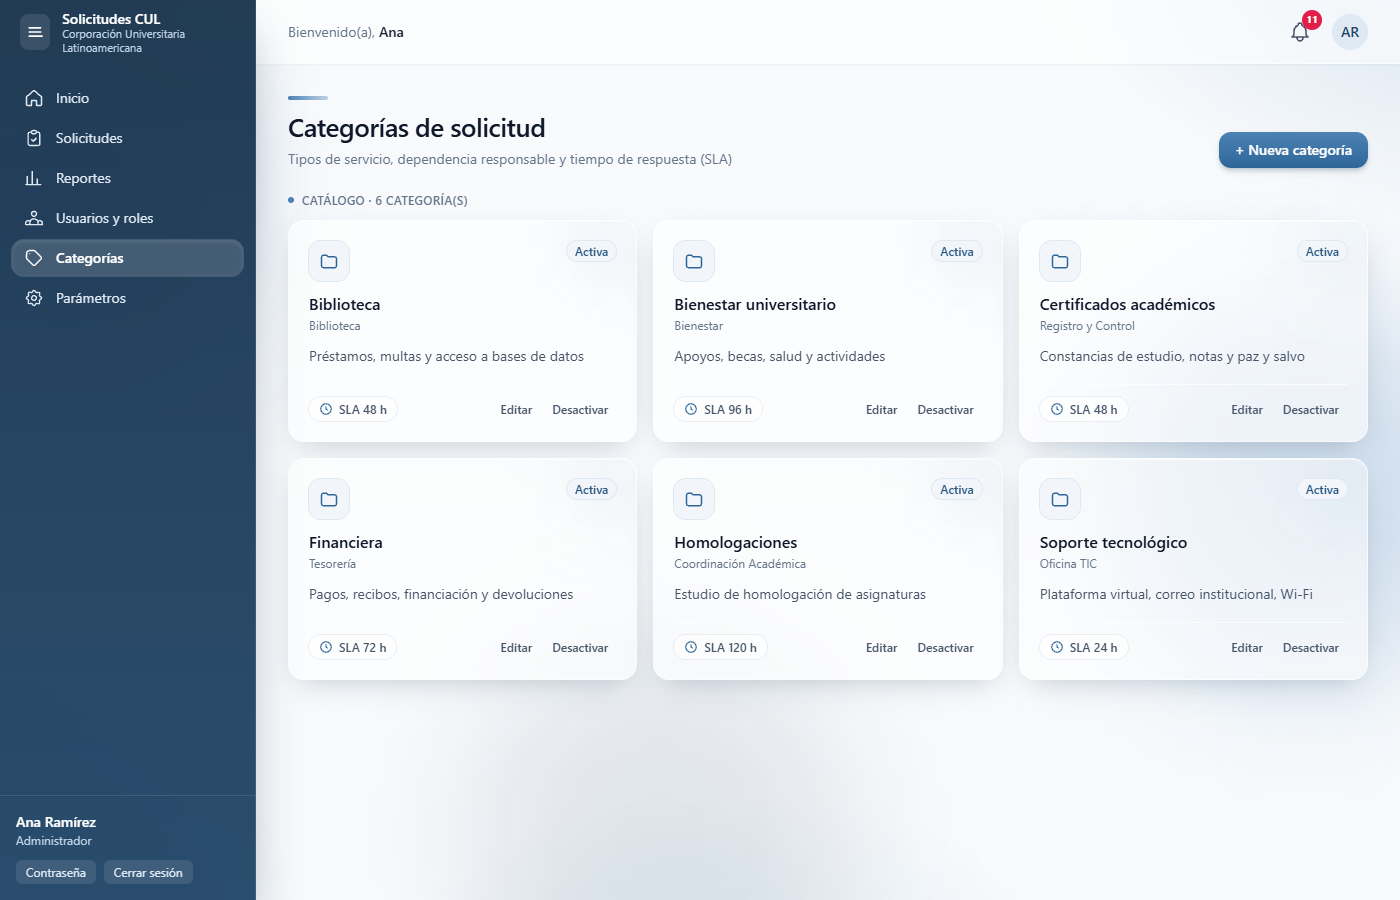 Solicitudes CUL
Corporación Universitaria
Latinoamericana
Inicio
Solicitudes
Reportes
Usuarios y roles
Categorías
Parámetros
Ana Ramírez
Administrador
Contraseña
Cerrar sesión
Bienvenido(a), Ana
11
AR
Categorías de solicitud
Tipos de servicio, dependencia responsable y tiempo de respuesta (SLA)
+ Nueva categoría
CATÁLOGO · 6 CATEGORÍA(S)
Activa
Biblioteca
Biblioteca
Préstamos, multas y acceso a bases de datos
SLA 48 h
Editar
Desactivar
Activa
Bienestar universitario
Bienestar
Apoyos, becas, salud y actividades
SLA 96 h
Editar
Desactivar
Activa
Certificados académicos
Registro y Control
Constancias de estudio, notas y paz y salvo
SLA 48 h
Editar
Desactivar
Activa
Financiera
Tesorería
Pagos, recibos, financiación y devoluciones
SLA 72 h
Editar
Desactivar
Activa
Homologaciones
Coordinación Académica
Estudio de homologación de asignaturas
SLA 120 h
Editar
Desactivar
Activa
Soporte tecnológico
Oficina TIC
Plataforma virtual, correo institucional, Wi-Fi
SLA 24 h
Editar
Desactivar